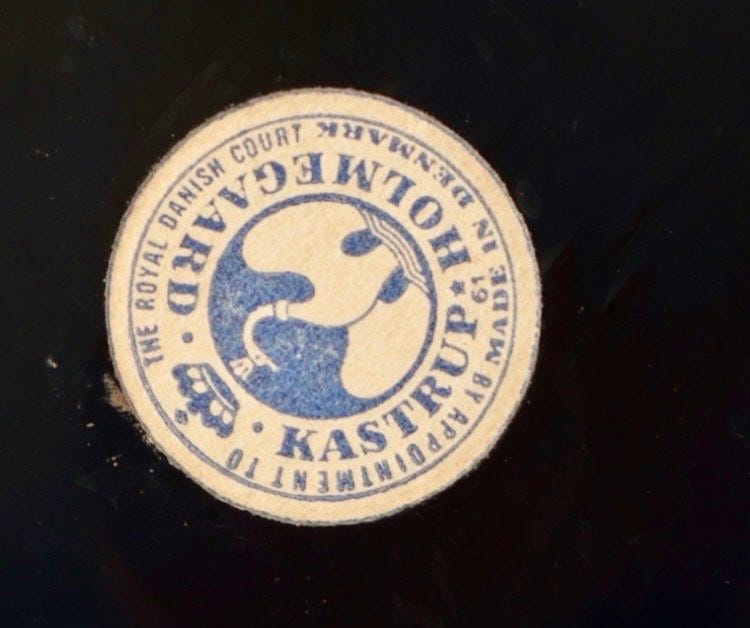 BY APPOINTMENT TO THE ROYAL DANISH COURT
KASTRUP★HOLMEGAARD
61
MADE IN DENMARK